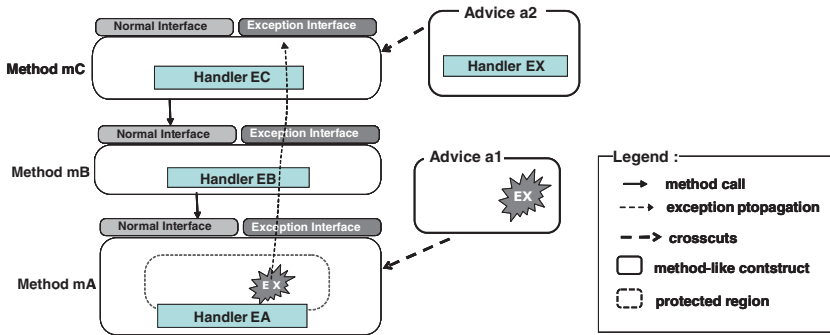 Normal Interface Exception Interface
Advice a2
Method mC
Handler EC
Handler EX
Normal Interface Exception Interface
Method mB
Handler EB
Advice a1
EX
Normal Interface Exception Interface
Method mA
E X
Handler EA
Legend :
method call
exception ptopagation
crosscuts
method-like contstruct
protected region